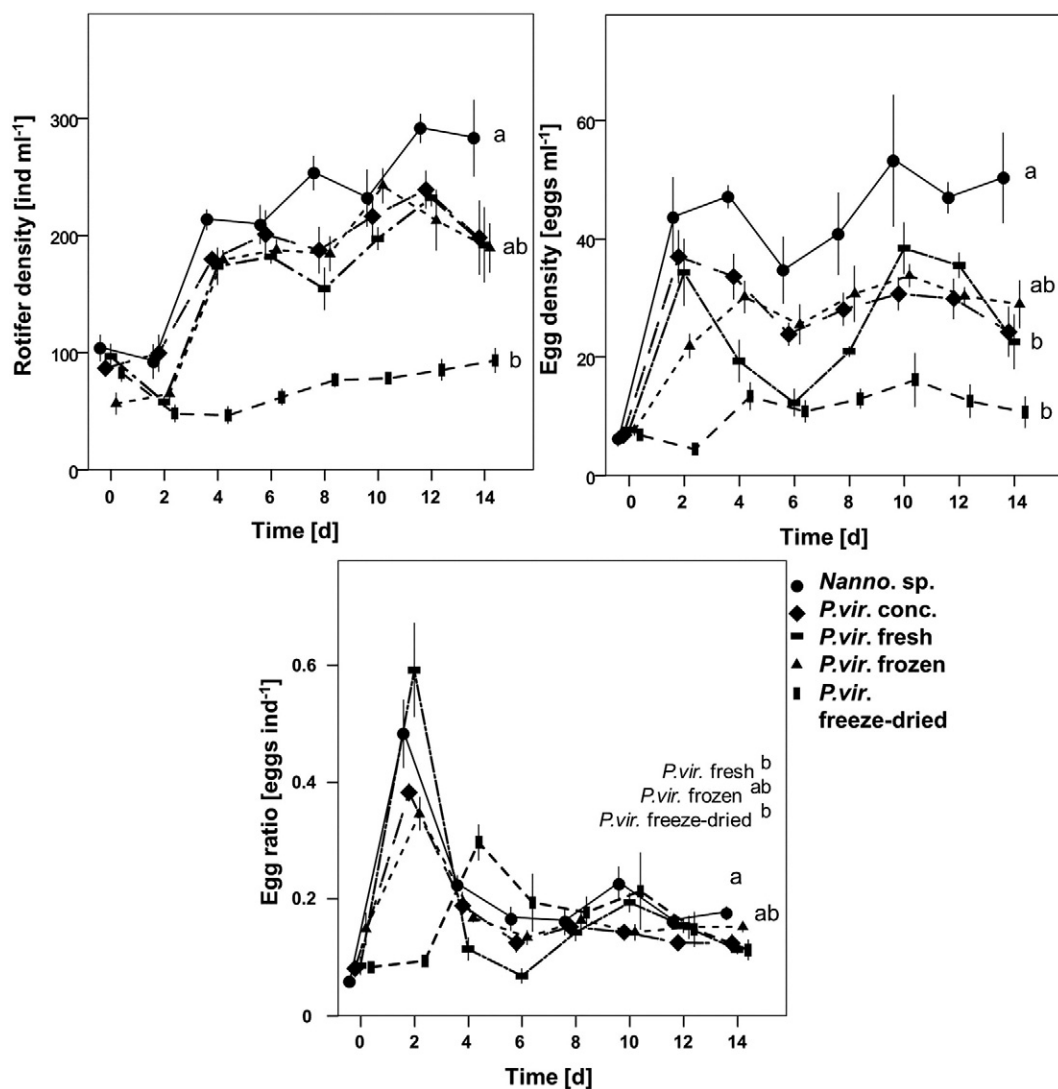 Rotifer density [ind ml-1]
300
200
100
0
a
ab
b
0 2 4 6 8 10 12 14
Time [d]
Egg density [eggs ml-1]
60
40
20
0
a
ab
b
0 2 4 6 8 10 12 14
Time [d]
Egg ratio [eggs ind-1]
0.6
0.4
0.2
0
P.vir. fresh b
P.vir. frozen ab
P.vir. freeze-dried b
a
ab
0 2 4 6 8 10 12 14
Time [d]
Nanno. sp.
P.vir. conc.
P.vir. fresh
P.vir. frozen
P.vir.
freeze-dried